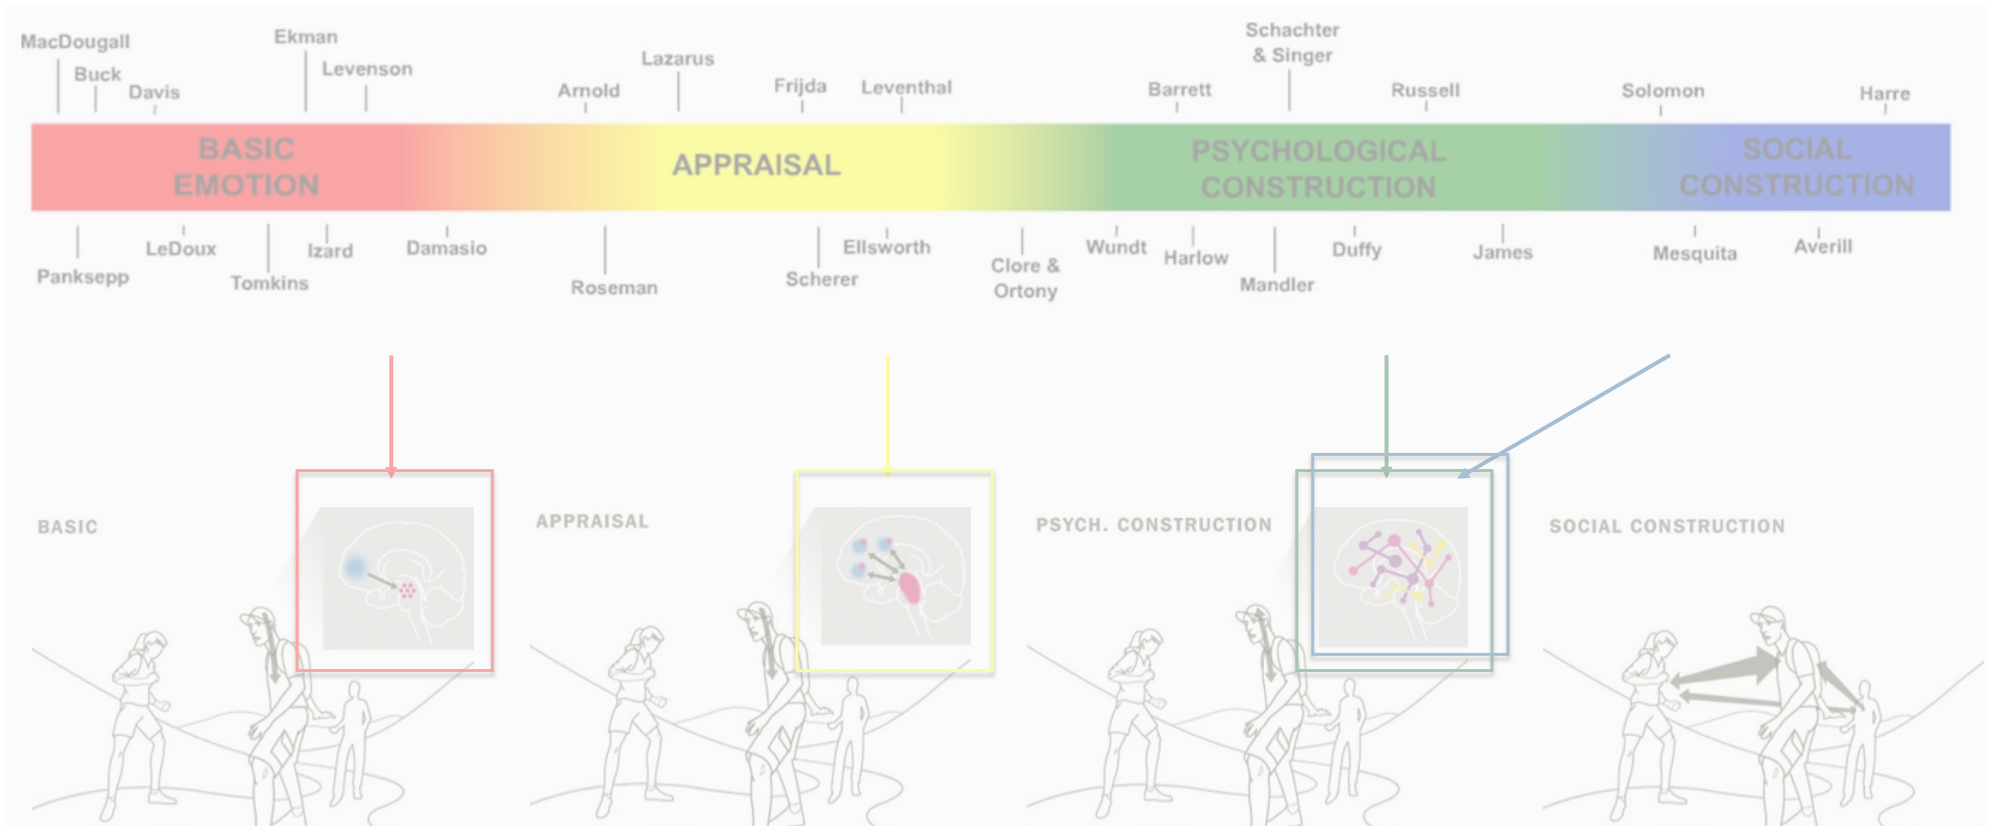 MacDougall
Buck
Davis
Ekman
Levenson
Arnold
Lazarus
Frijda
Leventhal
Barrett
Schachter
& Singer
Russell
Solomon
Harre
BASIC
EMOTION
APPRAISAL
PSYCHOLOGICAL
CONSTRUCTION
SOCIAL
CONSTRUCTION
Panksepp
LeDoux
Tomkins
Izard
Damasio
Roseman
Scherer
Ellsworth
Clore &
Ortony
Wundt
Harlow
Mandler
Duffy
James
Mesquita
Averill
BASIC
APPRAISAL
PSYCH. CONSTRUCTION
SOCIAL CONSTRUCTION